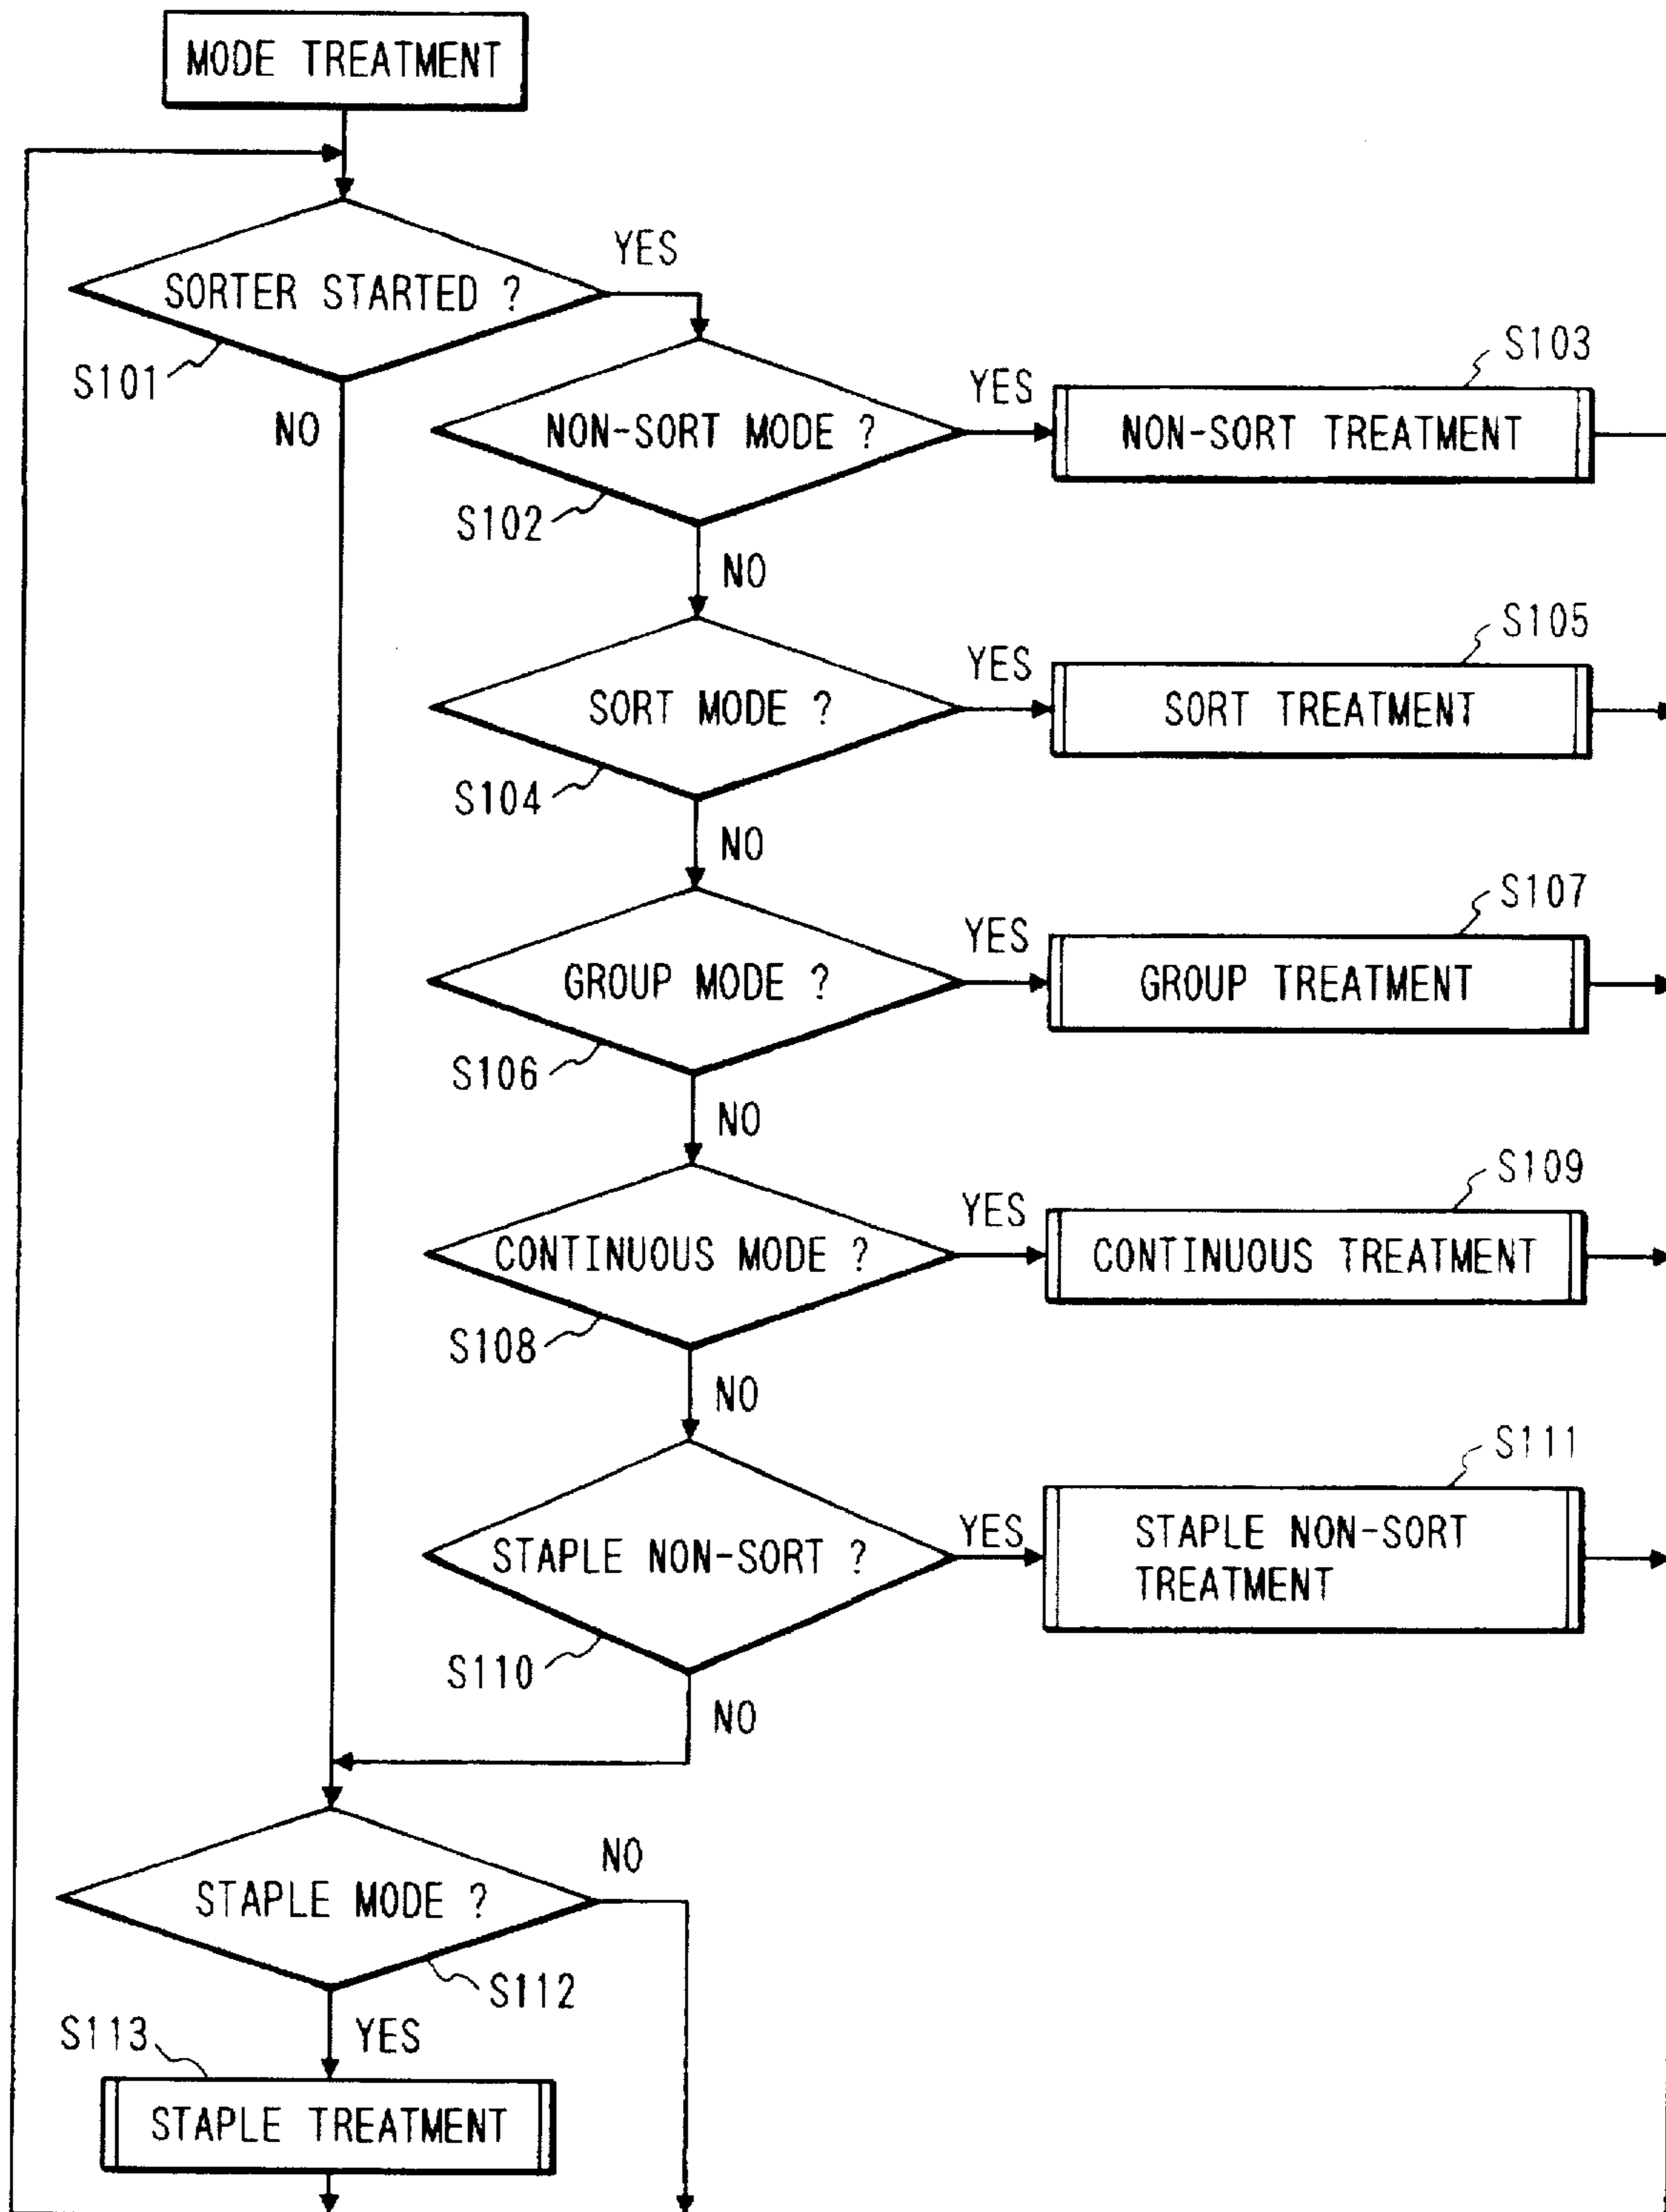 MODE TREATMENT
SORTER STARTED ?
YES
S101
NO
NON-SORT MODE ?
YES
S103
NON-SORT TREATMENT
S102
NO
SORT MODE ?
YES
S105
SORT TREATMENT
S104
NO
GROUP MODE ?
YES
S107
GROUP TREATMENT
S106
NO
CONTINUOUS MODE ?
YES
S109
CONTINUOUS TREATMENT
S108
NO
STAPLE NON-SORT ?
YES
S111
STAPLE NON-SORT
TREATMENT
S110
NO
STAPLE MODE ?
NO
S112
YES
S113
STAPLE TREATMENT